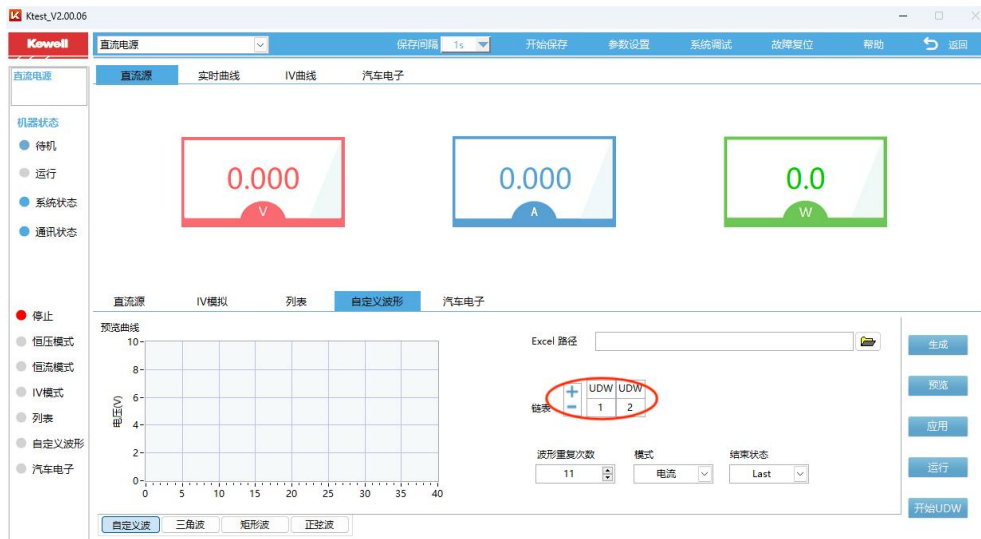 Ktest_V2.00.06
Kewell 直流电源 保存间隔 1s 开始保存 参数设置 系统调试 故障复位 帮助 返回
直流电源 直流源 实时曲线 IV曲线 汽车电子
机器状态
待机
运行
系统状态
通讯状态
0.000
V
0.000
A
0.0
W
直流源 IV模拟 列表 自定义波形 汽车电子
停止
恒压模式
恒流模式
IV模式
列表
自定义波形
汽车电子
预览曲线
电压(V)
10
8
6
4
2
0
0 5 10 15 20 25 30 35 40
自定义波 三角波 矩形波 正弦波
Excel 路径
链表 + UDW UDW
− 1 2
波形重复次数 模式 结束状态
11 电流 Last
生成
预览
应用
运行
开始UDW